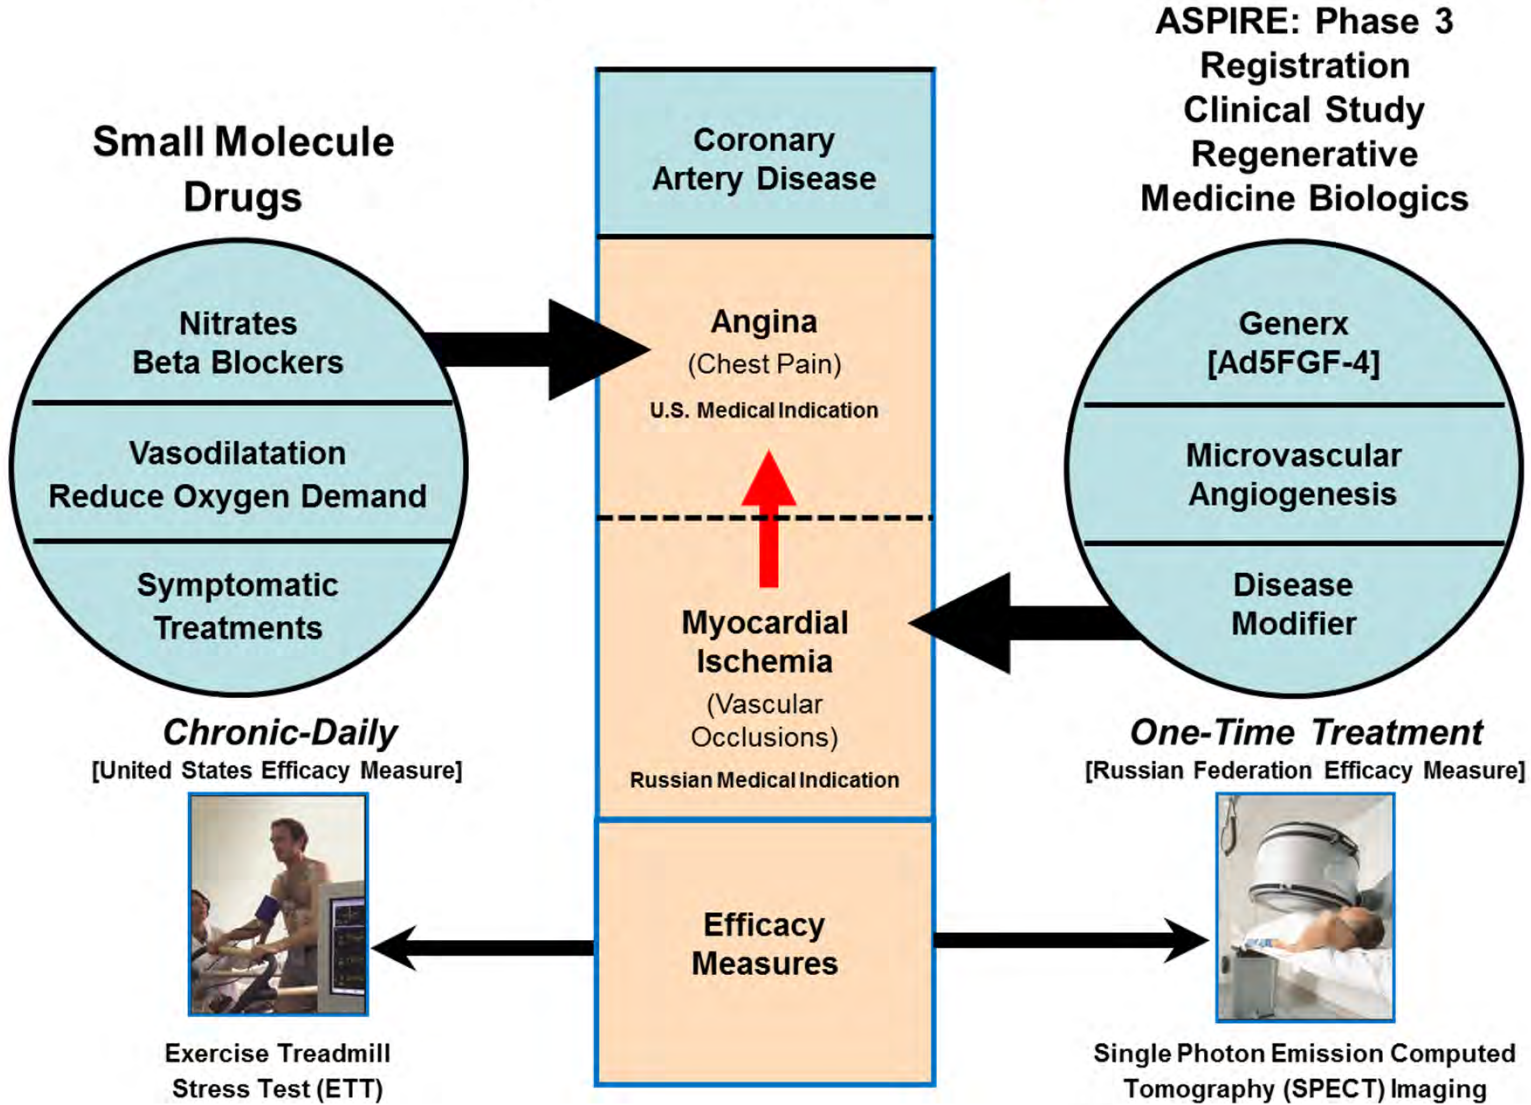 Small Molecule
Drugs
Nitrates
Beta Blockers
Vasodilatation
Reduce Oxygen Demand
Symptomatic
Treatments
Chronic-Daily
[United States Efficacy Measure]
Exercise Treadmill
Stress Test (ETT)
Coronary
Artery Disease
Angina
(Chest Pain)
U.S. Medical Indication
Myocardial
Ischemia
(Vascular
Occlusions)
Russian Medical Indication
Efficacy
Measures
ASPIRE: Phase 3
Registration
Clinical Study
Regenerative
Medicine Biologics
Generx
[Ad5FGF-4]
Microvascular
Angiogenesis
Disease
Modifier
One-Time Treatment
[Russian Federation Efficacy Measure]
Single Photon Emission Computed
Tomography (SPECT) Imaging